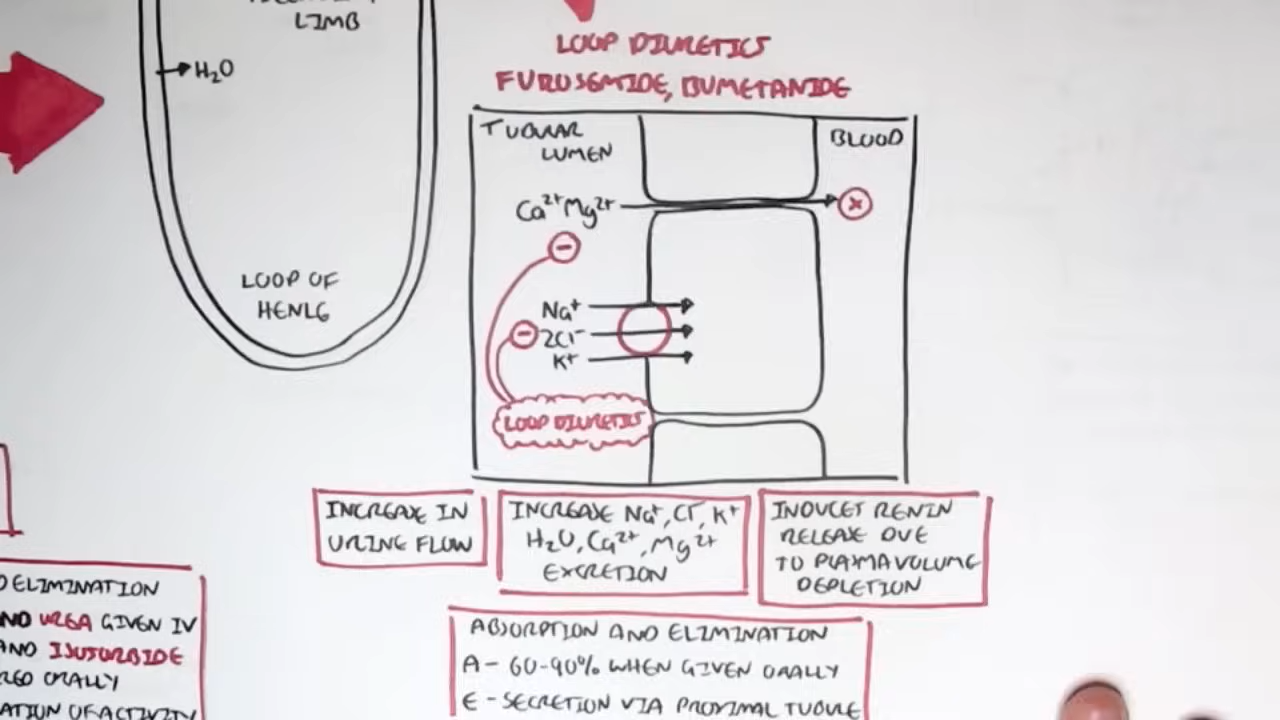 LIMB
H₂O
LOOP OF
HENLE
LOOP DIURETICS
FUROSEMIDE, BUMETANIDE
TUBULAR
LUMEN
BLOOD
Ca²⁺Mg²⁺
Na⁺
2Cl⁻
K⁺
LOOP DIURETICS
INCREASE IN
URINE FLOW
INCREASE Na⁺, Cl⁻, K⁺
H₂O, Ca²⁺, Mg²⁺
EXCRETION
INDUCES RENIN
RELEASE DUE
TO PLASMA VOLUME
DEPLETION
ELIMINATION
UREA GIVEN IV
AND ISOSORBIDE
ORALLY
OF ACTIVITY
ABSORPTION AND ELIMINATION
A - 60-90% WHEN GIVEN ORALLY
E - SECRETION VIA PROXIMAL TUBULE